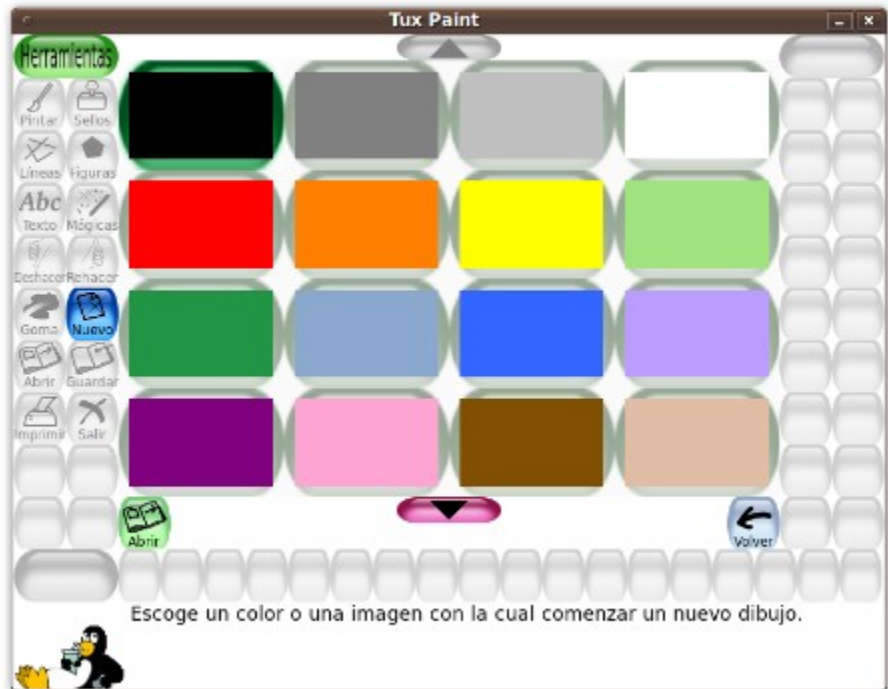 Tux Paint
Herramientas
Pintar Sellos
Líneas Figuras
Abc
Texto Mágicas
Deshacer Rehacer
Goma Nuevo
Abrir Guardar
Imprimir Salir
Abrir Volver
Escoge un color o una imagen con la cual comenzar un nuevo dibujo.